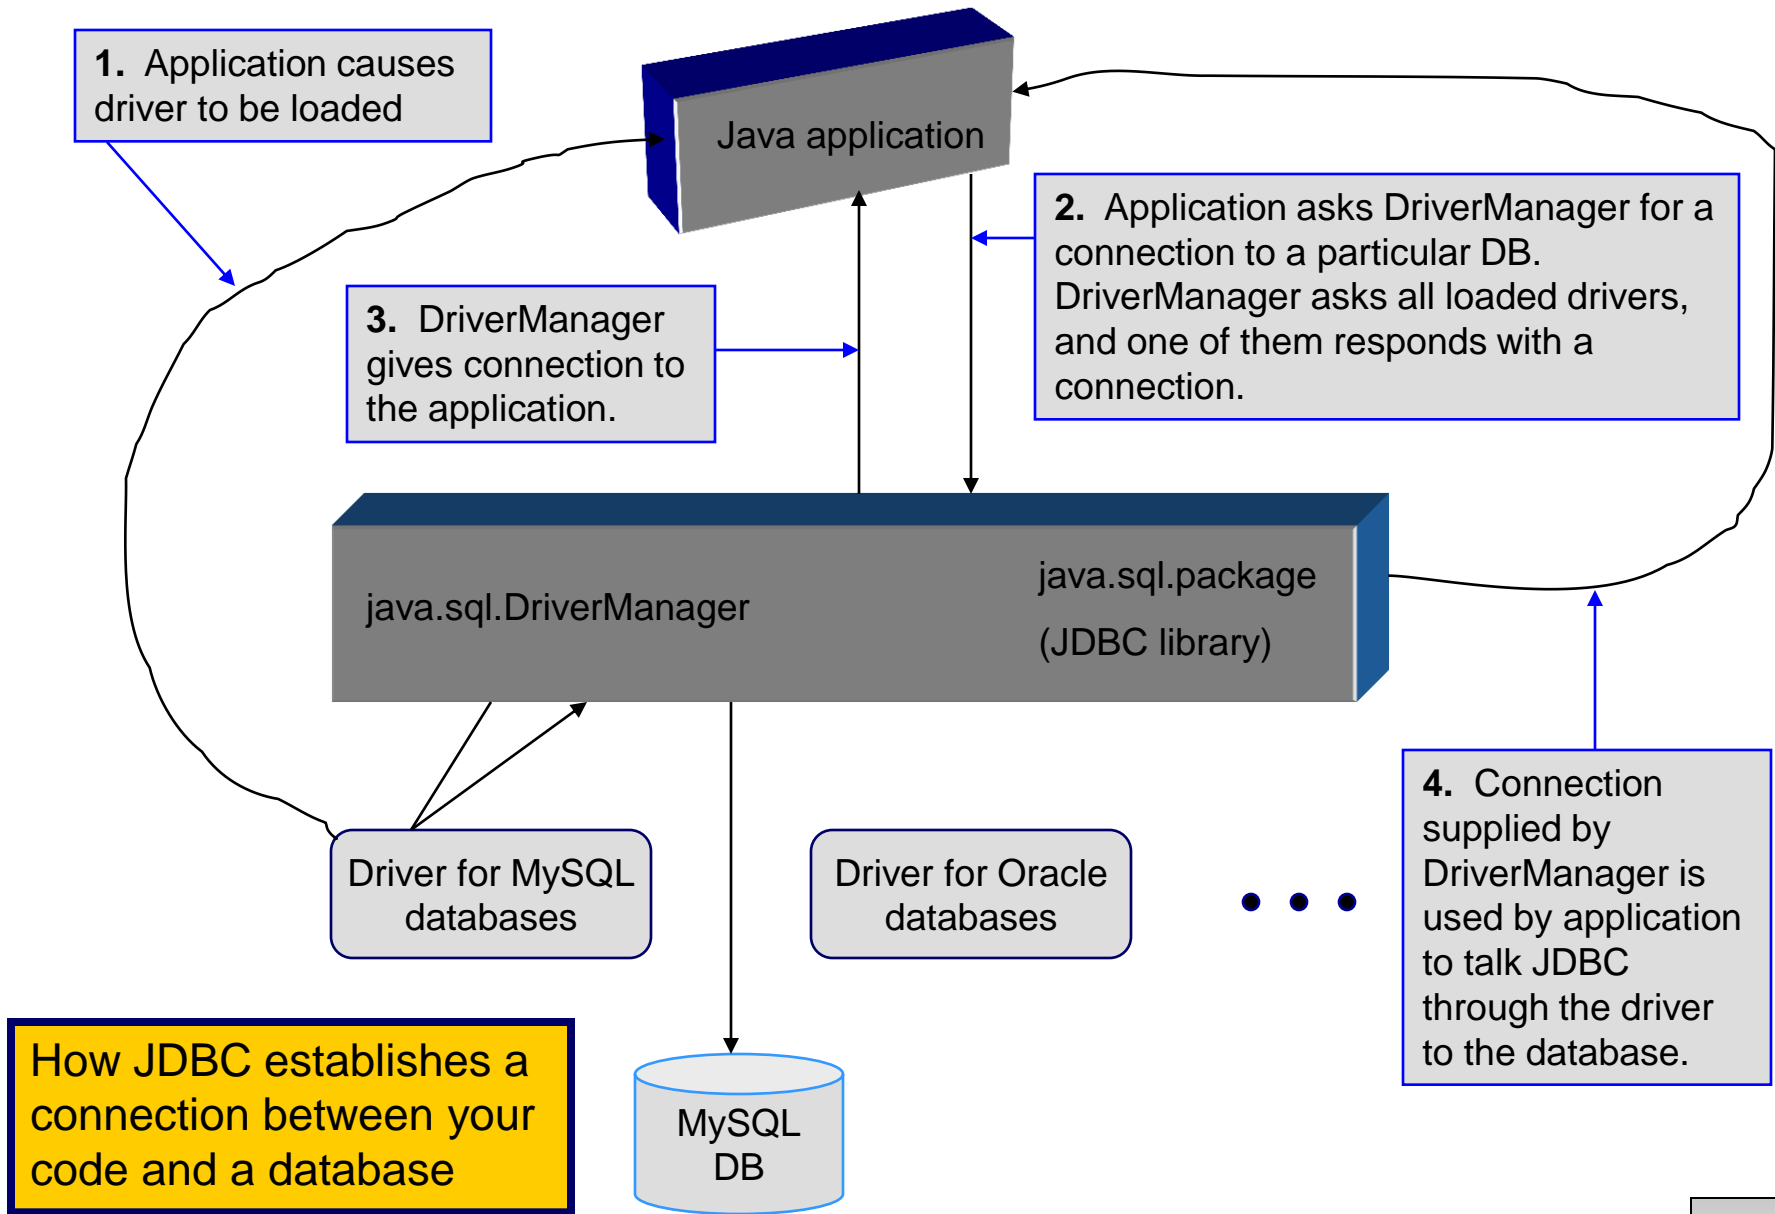 1. Application causes
driver to be loaded
Java application
2. Application asks DriverManager for a
connection to a particular DB.
DriverManager asks all loaded drivers,
and one of them responds with a
connection.
3. DriverManager
gives connection to
the application.
java.sql.DriverManager
java.sql.package
(JDBC library)
Driver for MySQL
databases
Driver for Oracle
databases
4. Connection
supplied by
DriverManager is
used by application
to talk JDBC
through the driver
to the database.
How JDBC establishes a
connection between your
code and a database
MySQL
DB